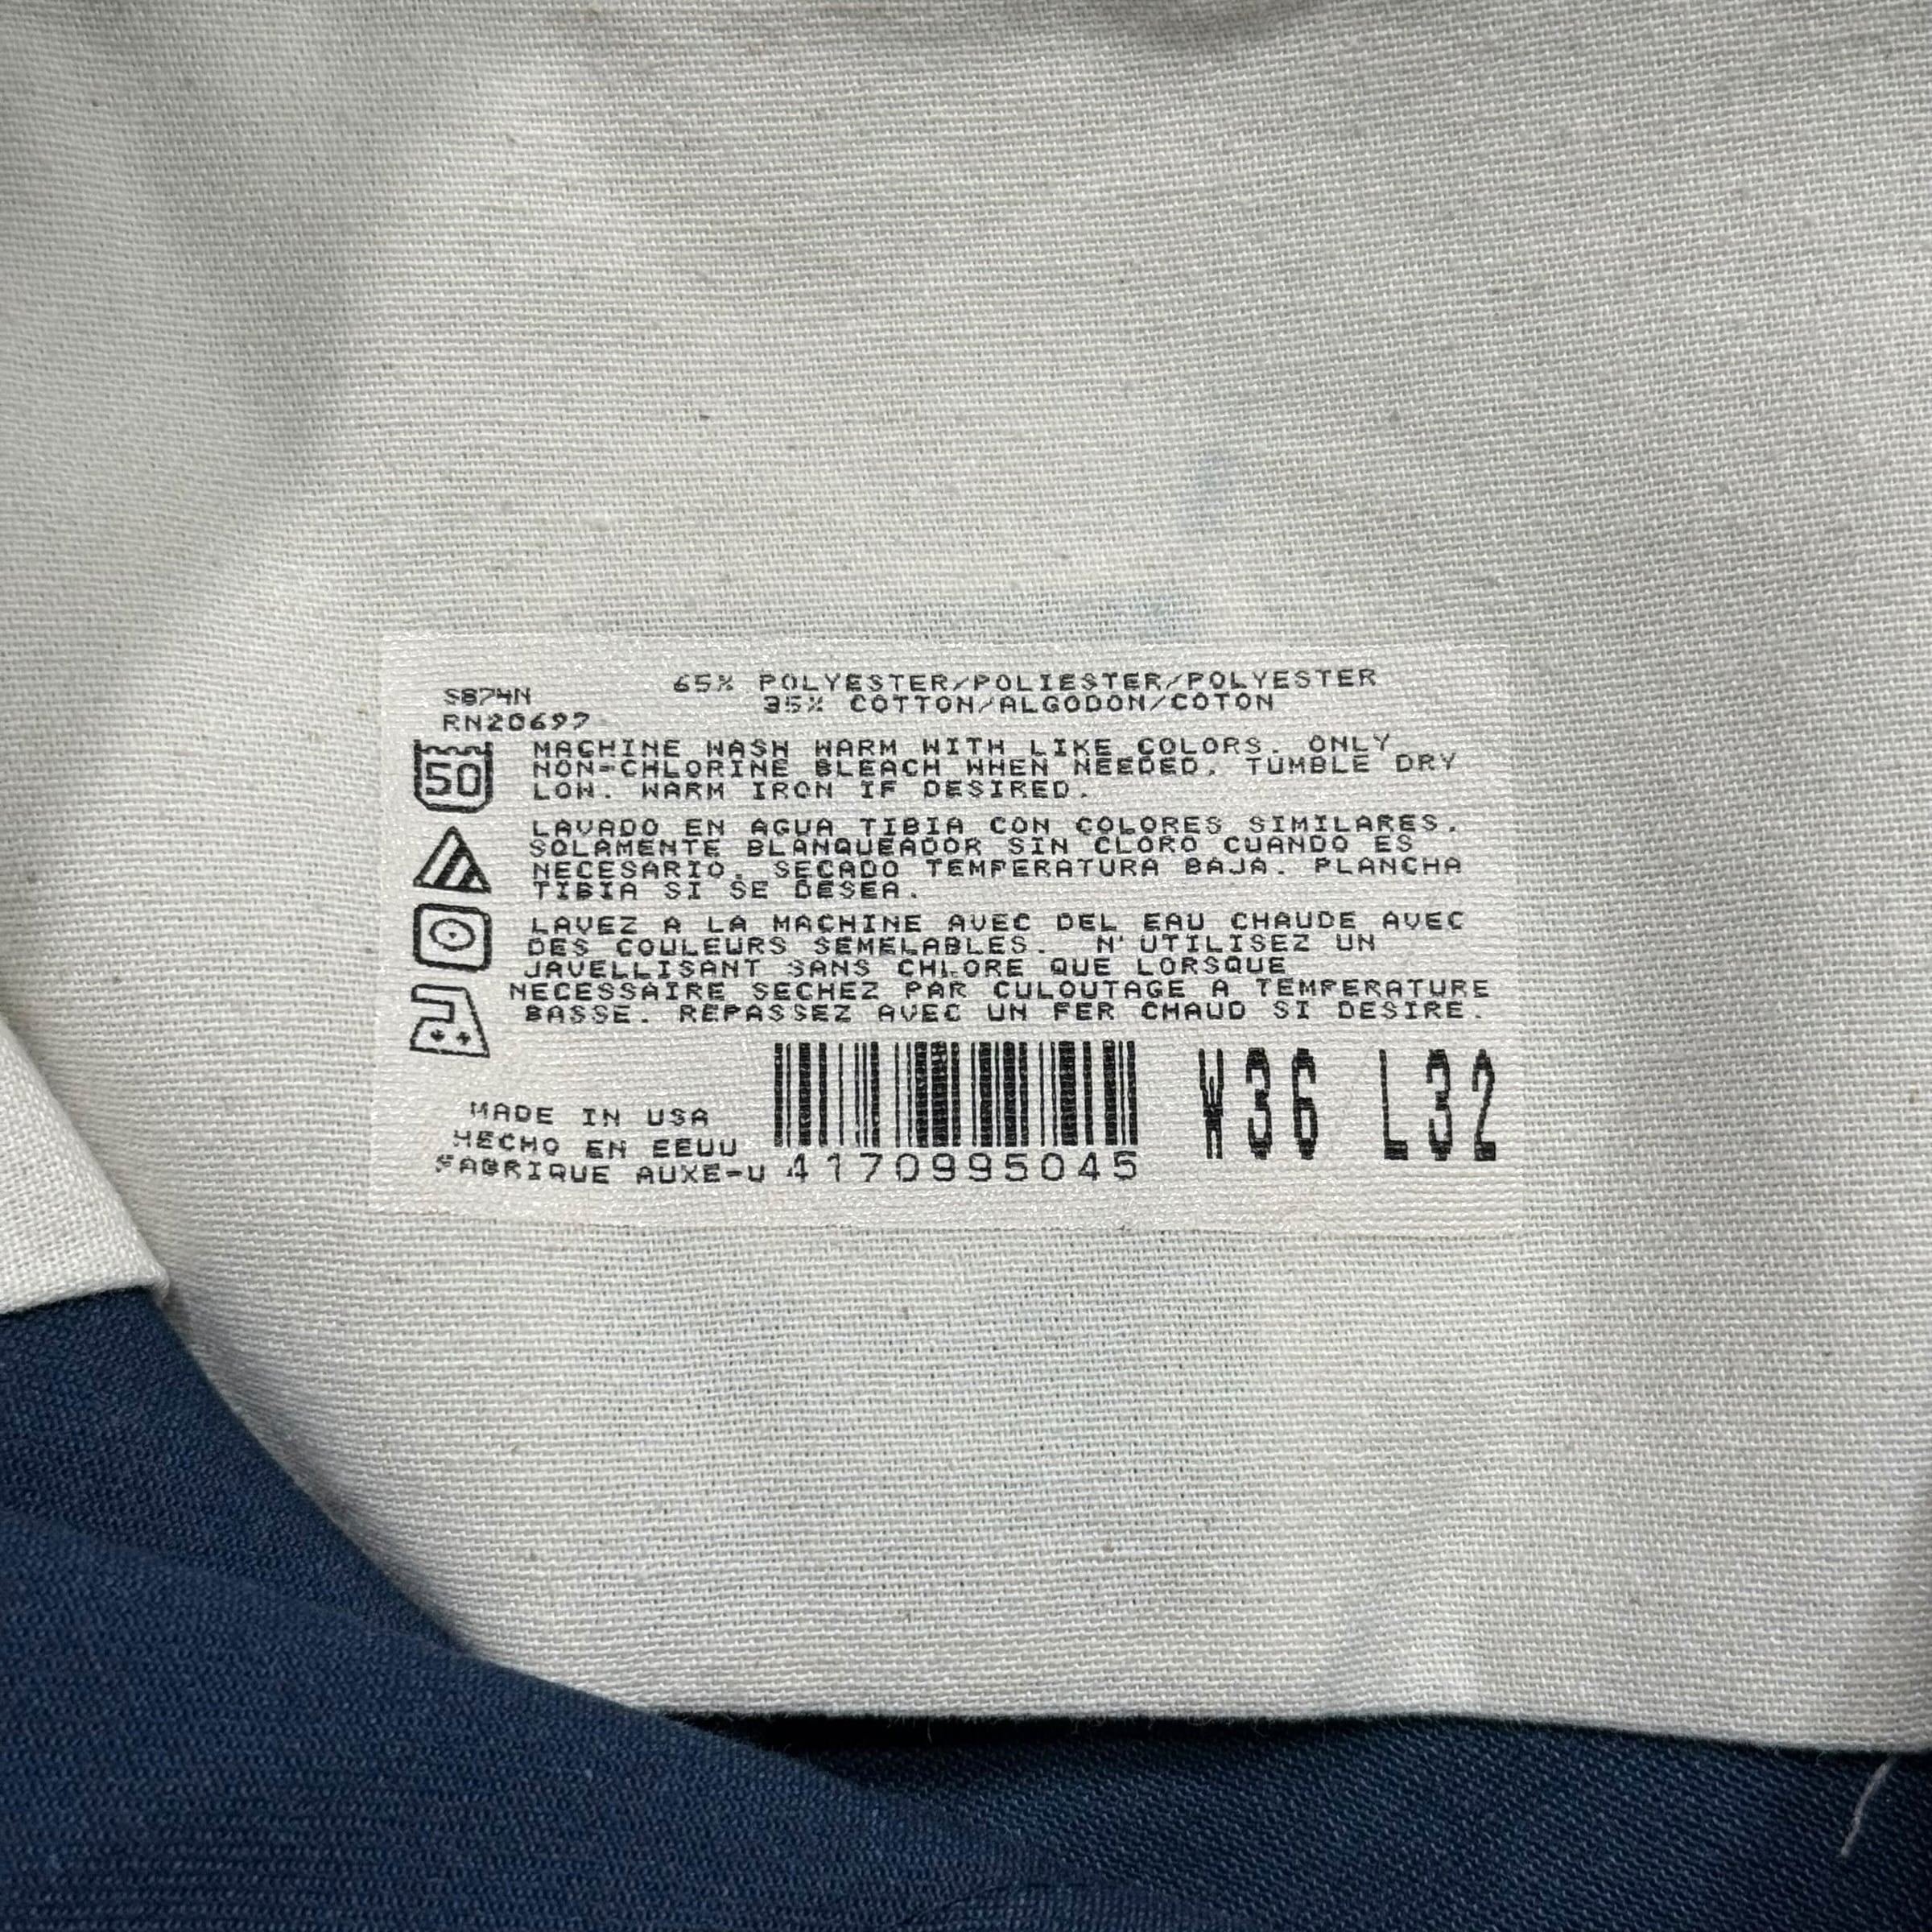 S874N
RN20697
65% POLYESTER/POLIESTER/POLYESTER
35% COTTON/ALGODON/COTON
50
MACHINE WASH WARM WITH LIKE COLORS. ONLY
NON-CHLORINE BLEACH WHEN NEEDED. TUMBLE DRY
LOW. WARM IRON IF DESIRED.
LAVADO EN AGUA TIBIA CON COLORES SIMILARES.
SOLAMENTE BLANQUEADOR SIN CLORO CUANDO ES
NECESARIO. SECADO TEMPERATURA BAJA. PLANCHA
TIBIA SI SE DESEA.
LAVEZ A LA MACHINE AVEC DEL EAU CHAUDE AVEC
DES COULEURS SEMELABLES. N'UTILISEZ UN
JAVELLISANT SANS CHLORE QUE LORSQUE
NECESSAIRE SECHEZ PAR CULOUTAGE A TEMPERATURE
BASSE. REPASSEZ AVEC UN FER CHAUD SI DESIRE.
MADE IN USA
HECHO EN EEUU
FABRIQUE AUXE-U
4170995045
W36 L32